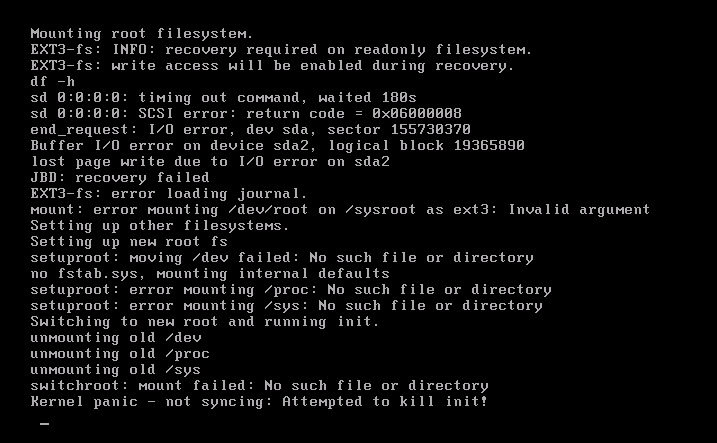 Mounting root filesystem.
EXT3-fs: INFO: recovery required on readonly filesystem.
EXT3-fs: write access will be enabled during recovery.
df -h
sd 0:0:0:0: timing out command, waited 180s
sd 0:0:0:0: SCSI error: return code = 0x06000008
end_request: I/O error, dev sda, sector 155730370
Buffer I/O error on device sda2, logical block 19365890
lost page write due to I/O error on sda2
JBD: recovery failed
EXT3-fs: error loading journal.
mount: error mounting /dev/root on /sysroot as ext3: Invalid argument
Setting up other filesystems.
Setting up new root fs
setuproot: moving /dev failed: No such file or directory
no fstab.sys, mounting internal defaults
setuproot: error mounting /proc: No such file or directory
setuproot: error mounting /sys: No such file or directory
Switching to new root and running init.
unmounting old /dev
unmounting old /proc
unmounting old /sys
switchroot: mount failed: No such file or directory
Kernel panic - not syncing: Attempted to kill init!
_